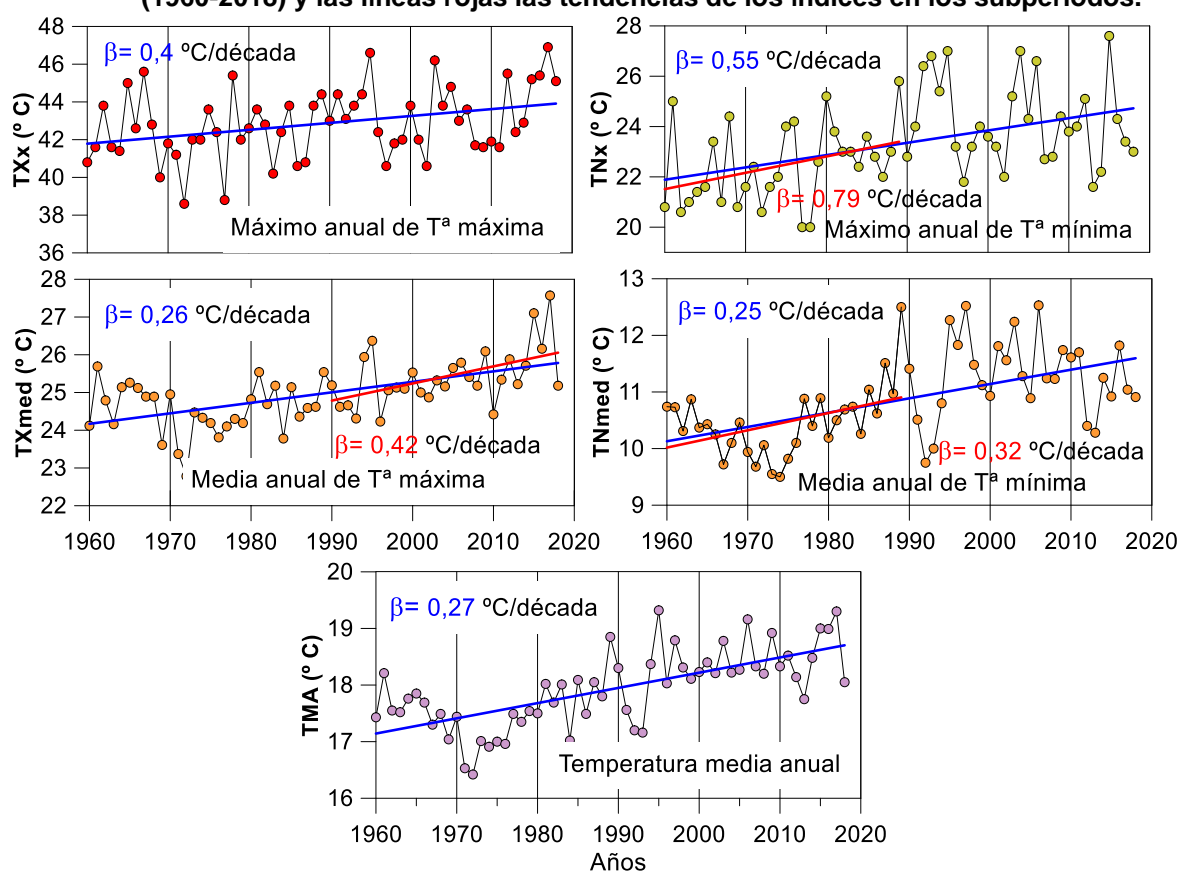 (1960-2018) y las líneas rojas las tendencias de los índices en los subperíodos.
48
46
44
42
40
38
36
TXx (º C)
β= 0,4 ºC/década
Máximo anual de Tª máxima
28
26
24
22
20
TNx (º C)
β= 0,55 ºC/década
β= 0,79 ºC/década
Máximo anual de Tª mínima
28
27
26
25
24
23
22
TXmed (º C)
β= 0,26 ºC/década
β= 0,42 ºC/década
Media anual de Tª máxima
1960 1970 1980 1990 2000 2010 2020
13
12
11
10
9
TNmed (º C)
β= 0,25 ºC/década
β= 0,32 ºC/década
Media anual de Tª mínima
1960 1970 1980 1990 2000 2010 2020
20
19
18
17
16
TMA (º C)
β= 0,27 ºC/década
Temperatura media anual
1960 1970 1980 1990 2000 2010 2020
Años